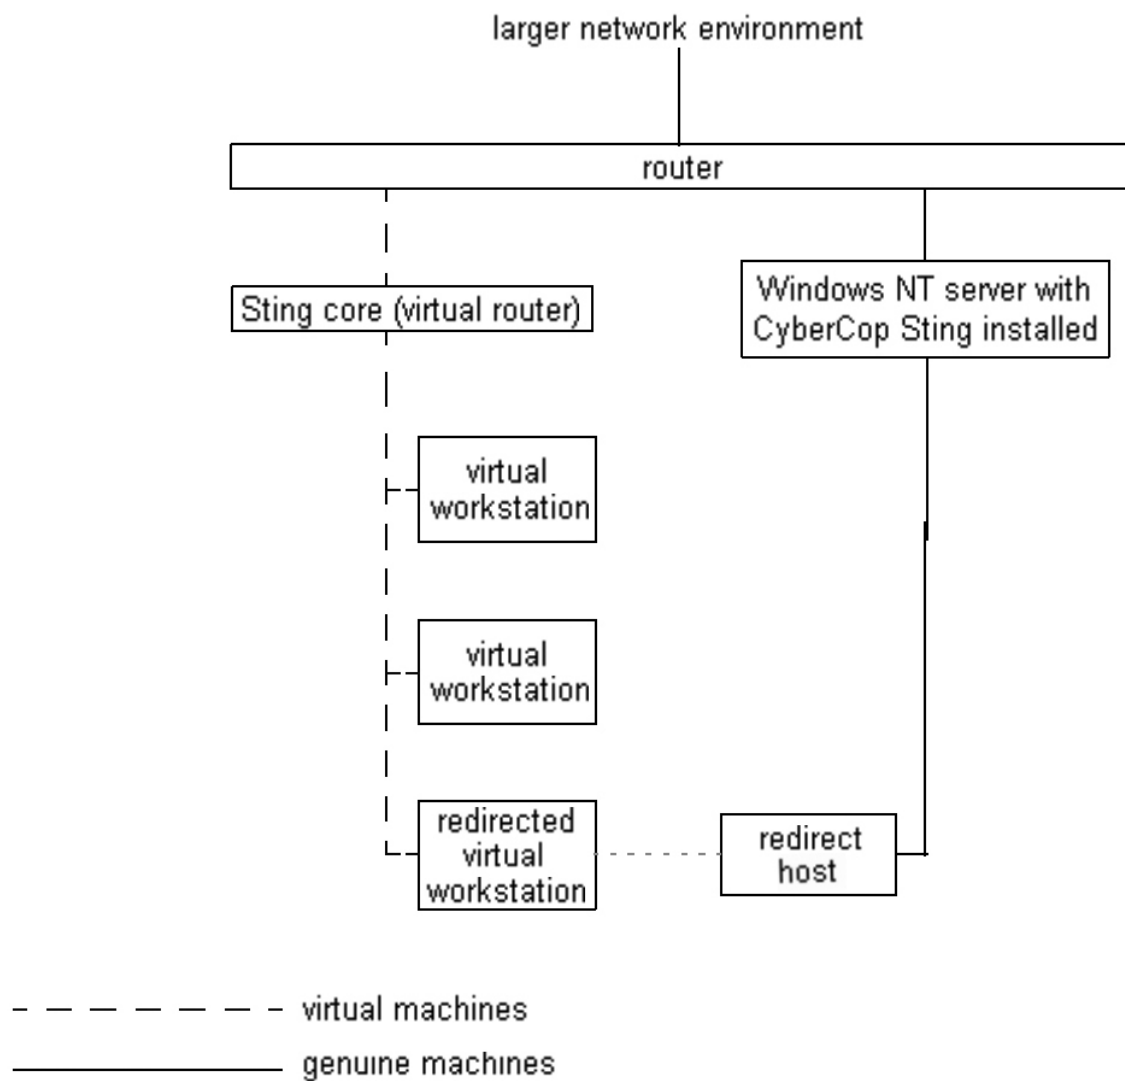 larger network environment
router
Sting core (virtual router)
Windows NT server with
CyberCop Sting installed
virtual
workstation
virtual
workstation
redirected
virtual
workstation
redirect
host
virtual machines
genuine machines